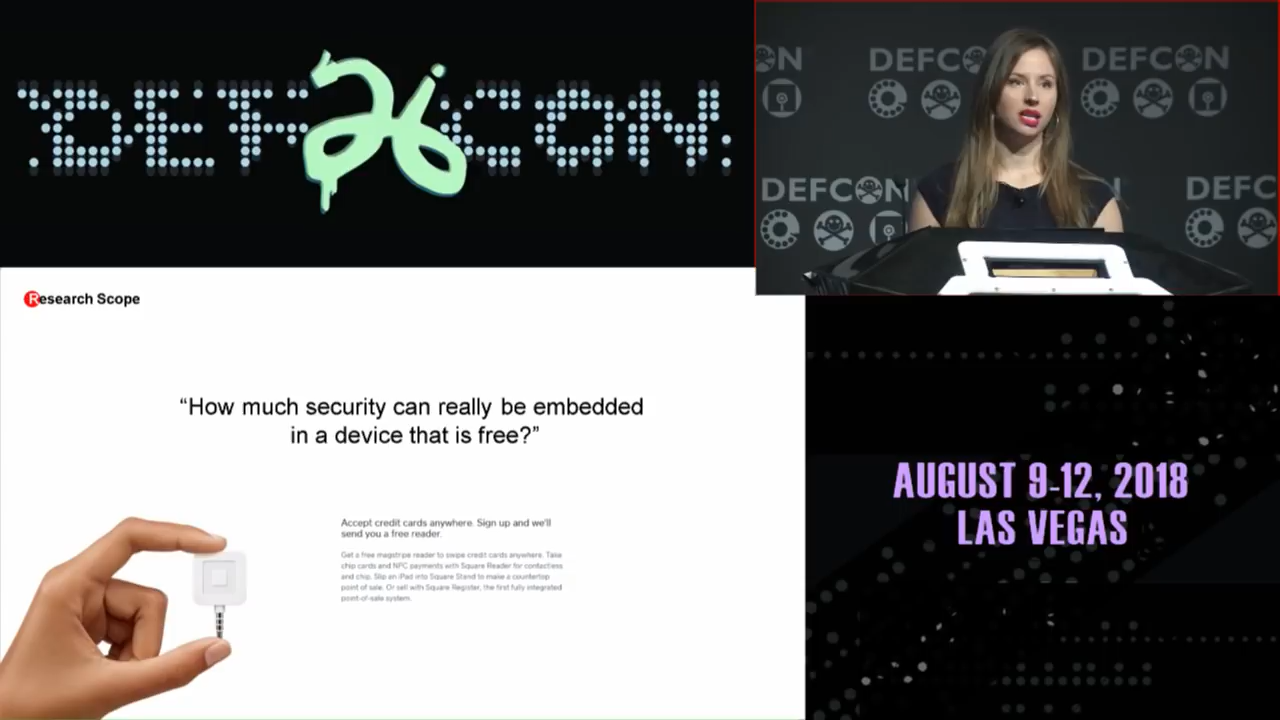 DEF CON
26
DEFCON DEFCON
DEFCON DEFC
Research Scope
“How much security can really be embedded
in a device that is free?”
Accept credit cards anywhere. Sign up and we'll
send you a free reader.
Get a free magstripe reader to swipe credit cards anywhere. Take
chip cards and NFC payments with Square Reader for contactless
and chip. Slip an iPad into Square Stand to make a countertop
point of sale. Or sell with Square Register, the first fully integrated
point-of-sale system.
AUGUST 9-12, 2018
LAS VEGAS